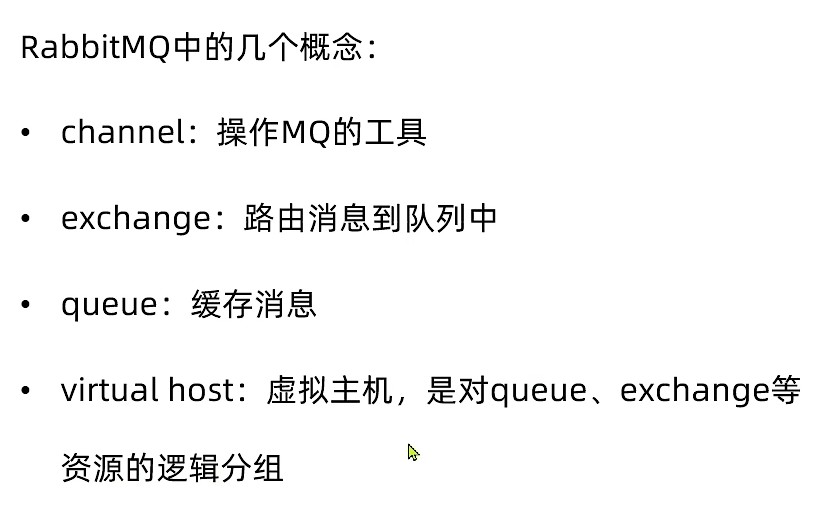 RabbitMQ中的几个概念：
• channel：操作MQ的工具
• exchange：路由消息到队列中
• queue：缓存消息
• virtual host：虚拟主机，是对queue、exchange等
资源的逻辑分组